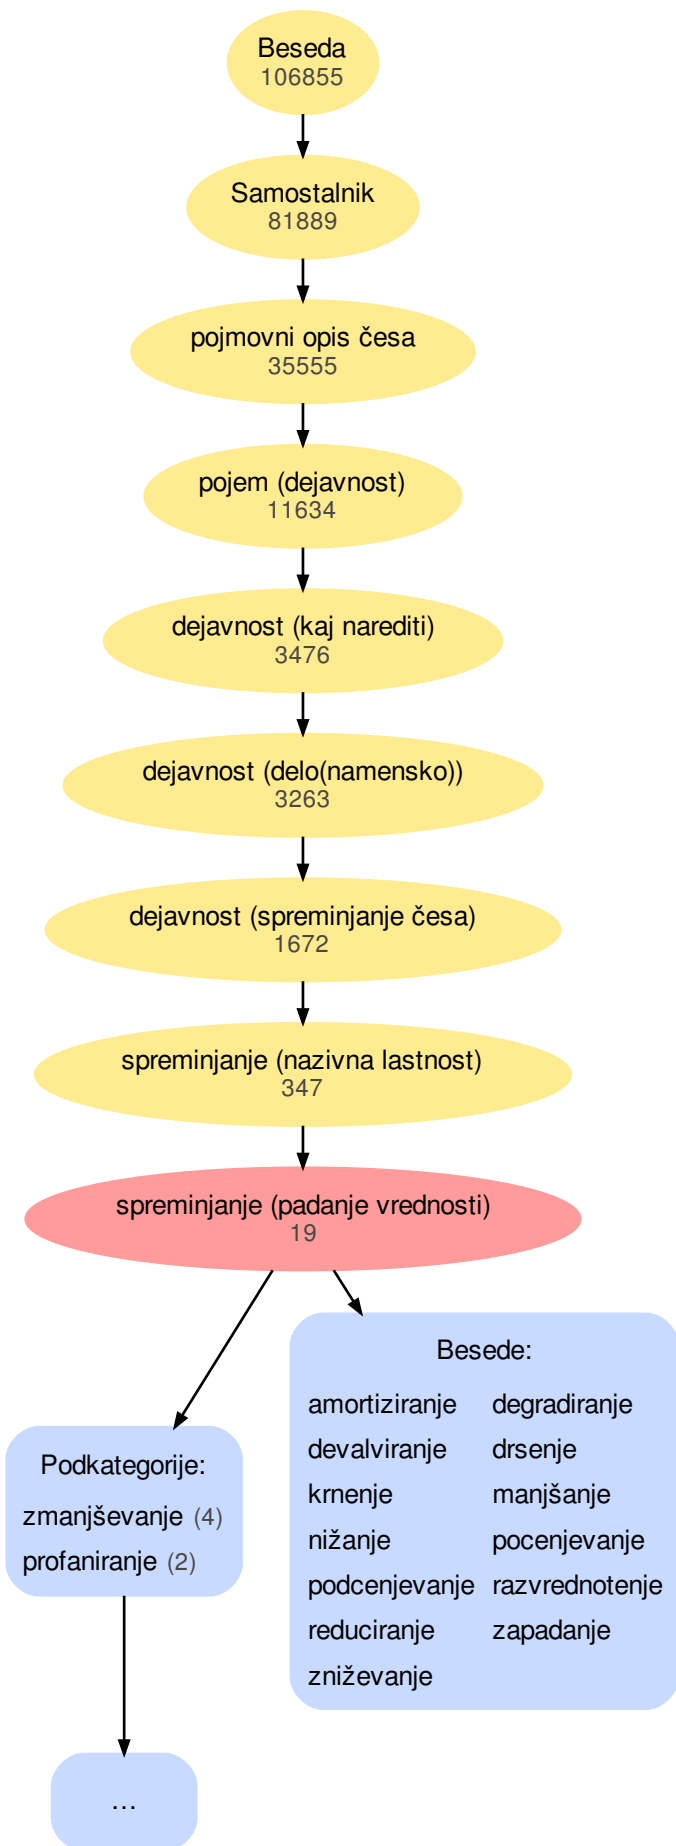 Beseda
106855
Samostalnik
81889
pojmovni opis česa
35555
pojem (dejavnost)
11634
dejavnost (kaj narediti)
3476
dejavnost (delo(namensko))
3263
dejavnost (spreminjanje česa)
1672
spreminjanje (nazivna lastnost)
347
spreminjanje (padanje vrednosti)
19
Podkategorije:
zmanjševanje (4)
profaniranje (2)
...
Besede:
amortiziranje degradiranje
devalviranje drsenje
krnenje manjšanje
nižanje pocenjevanje
podcenjevanje razvrednotenje
reduciranje zapadanje
zniževanje